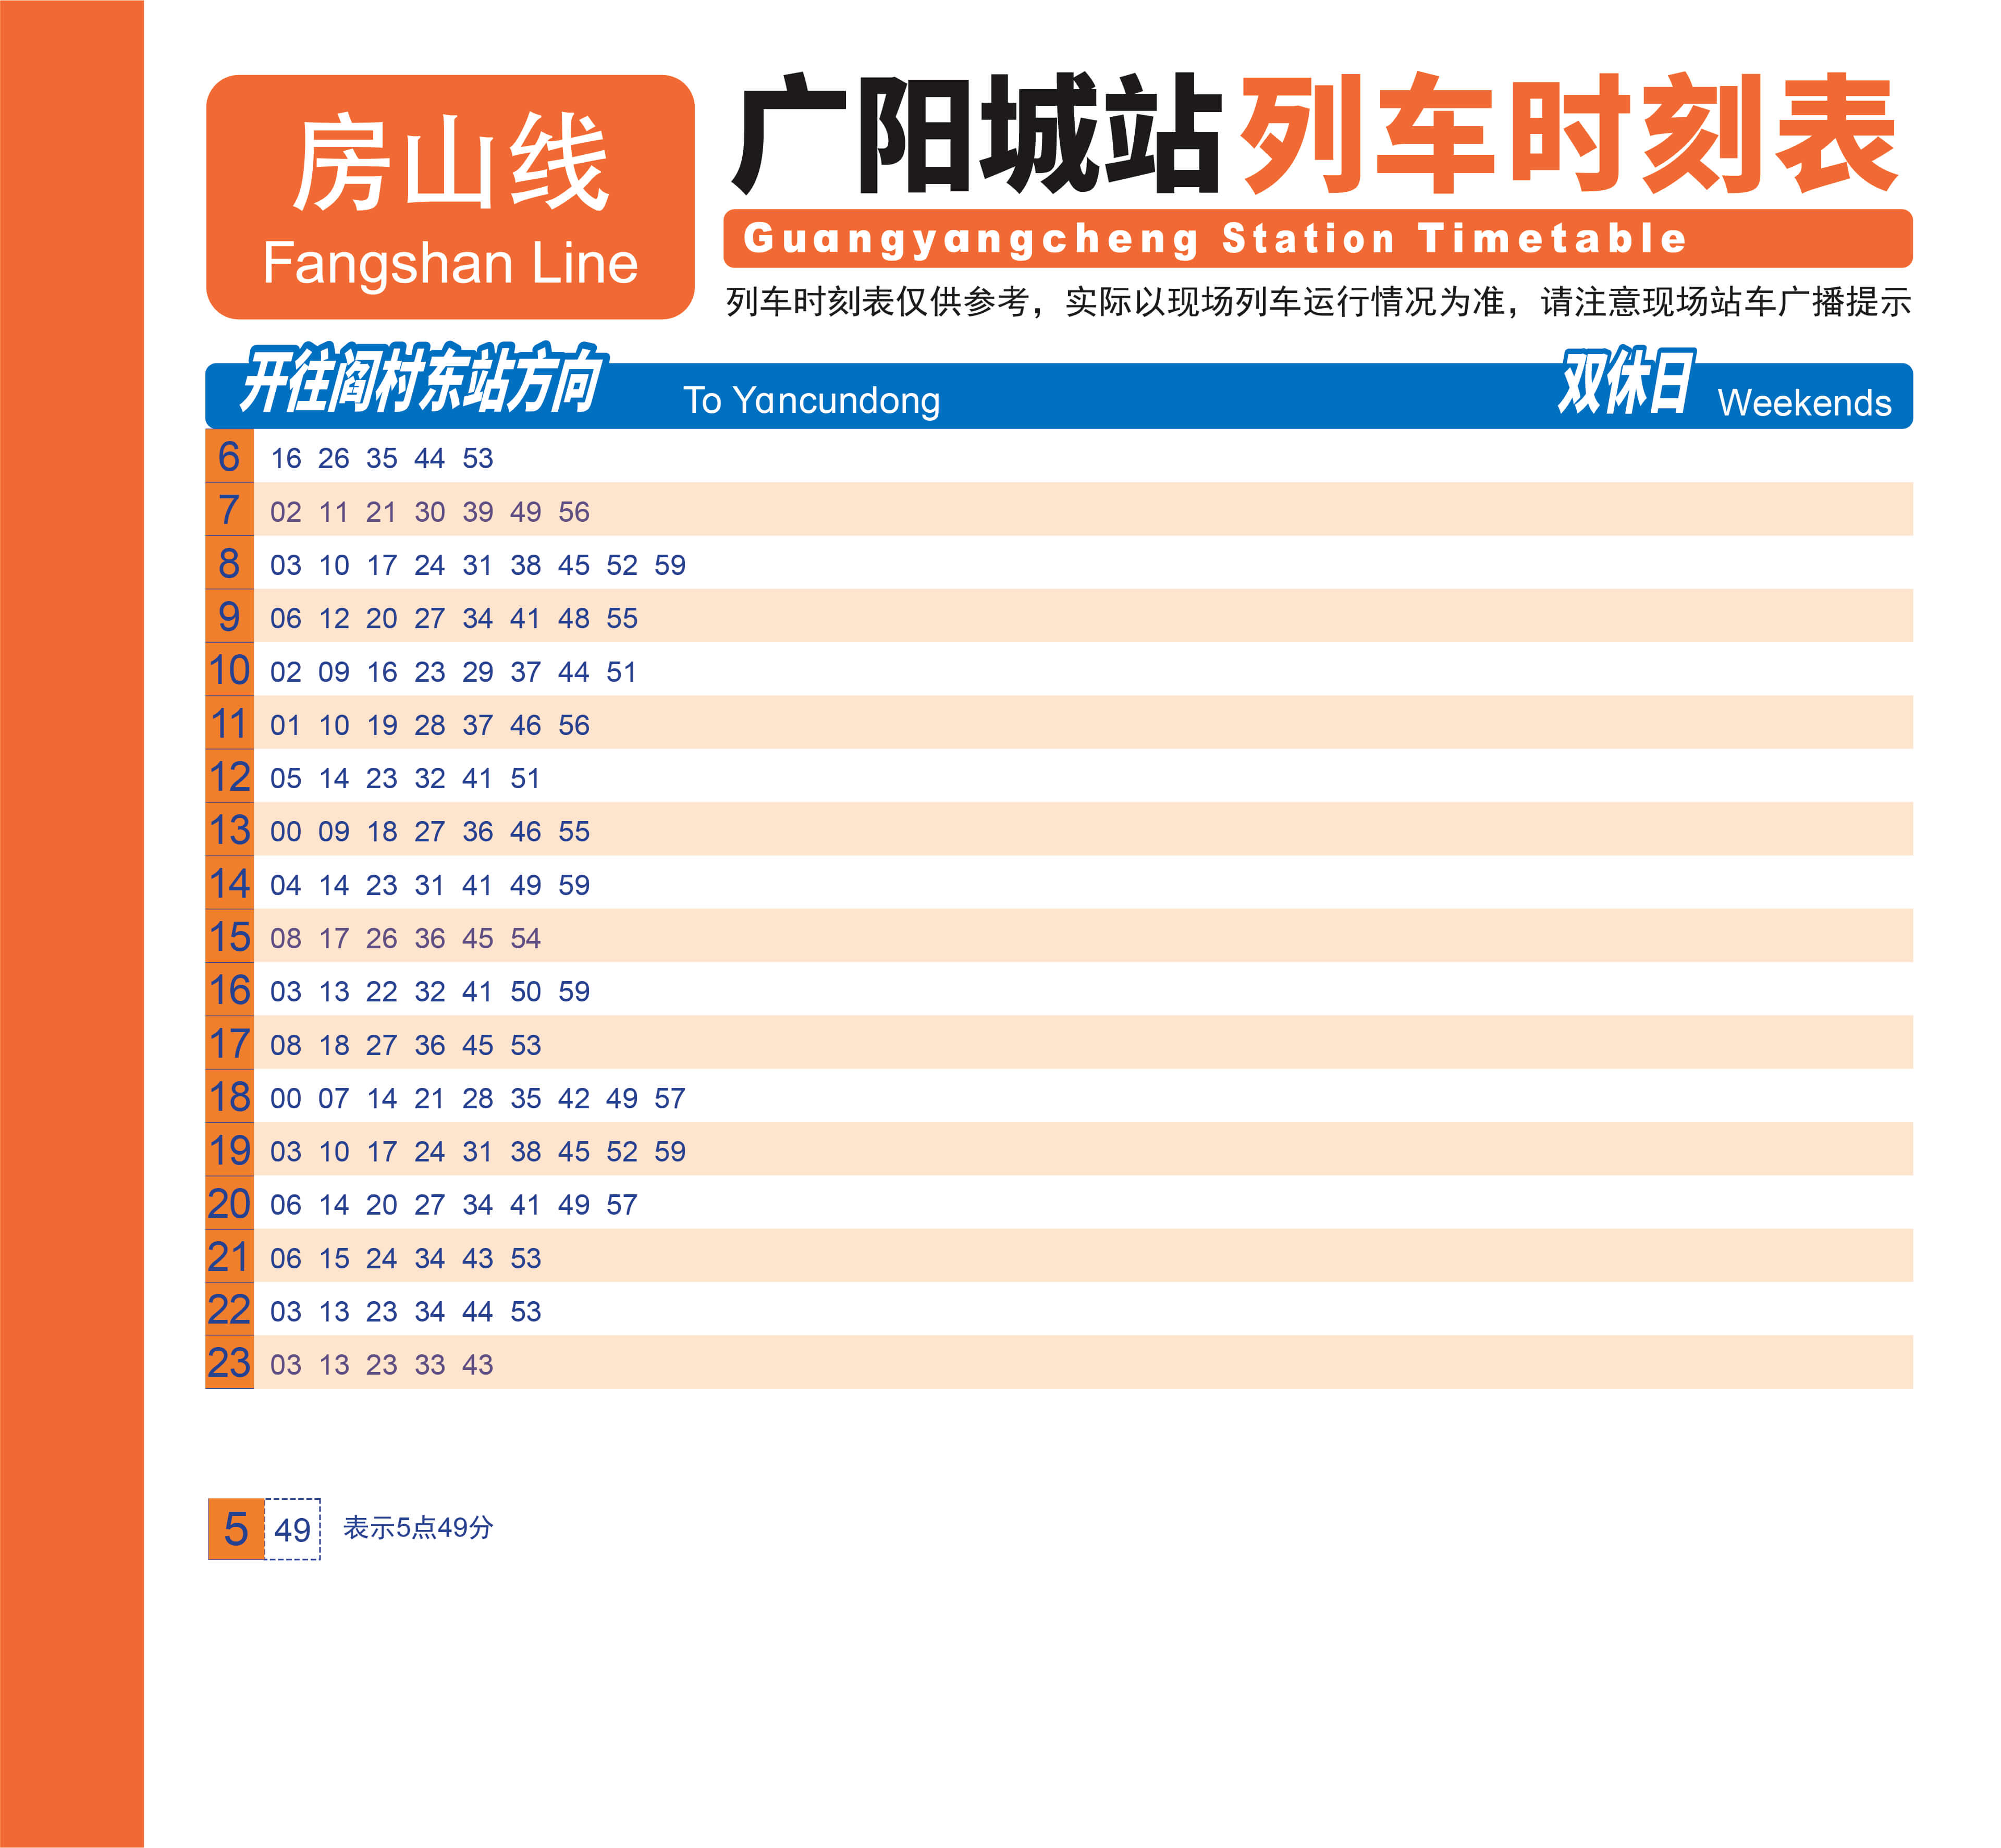 房山线
Fangshan Line
广阳城站列车时刻表
Guangyangcheng Station Timetable
列车时刻表仅供参考，实际以现场列车运行情况为准，请注意现场站车广播提示
开往阎村东站方向 To Yancundong 双休日 Weekends
6 16 26 35 44 53
7 02 11 21 30 39 49 56
8 03 10 17 24 31 38 45 52 59
9 06 12 20 27 34 41 48 55
10 02 09 16 23 29 37 44 51
11 01 10 19 28 37 46 56
12 05 14 23 32 41 51
13 00 09 18 27 36 46 55
14 04 14 23 31 41 49 59
15 08 17 26 36 45 54
16 03 13 22 32 41 50 59
17 08 18 27 36 45 53
18 00 07 14 21 28 35 42 49 57
19 03 10 17 24 31 38 45 52 59
20 06 14 20 27 34 41 49 57
21 06 15 24 34 43 53
22 03 13 23 34 44 53
23 03 13 23 33 43
5 49 表示5点49分